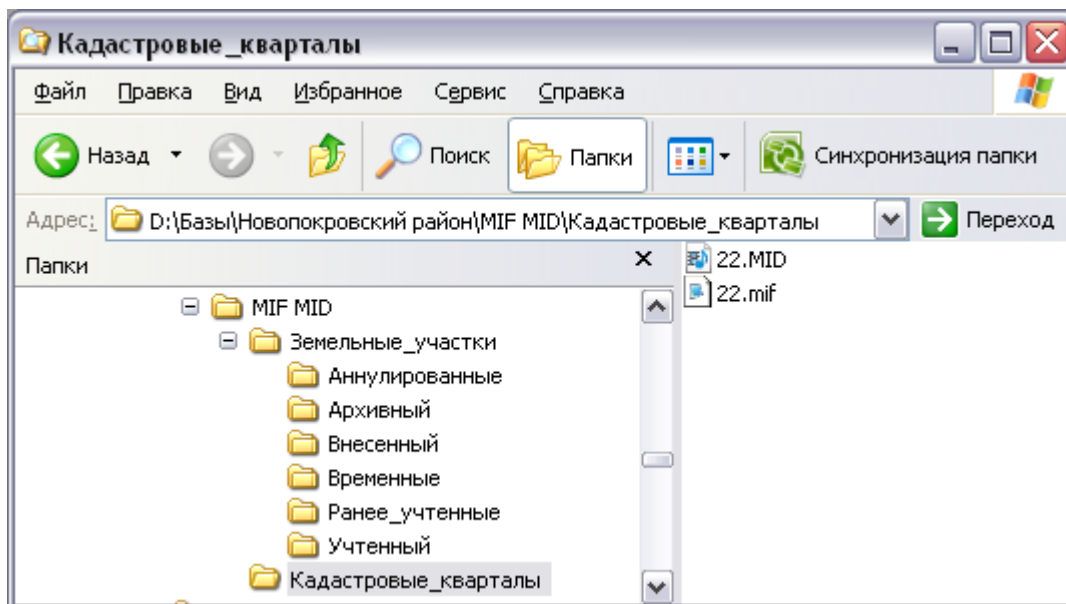 Кадастровые_кварталы
Файл Правка Вид Избранное Сервис Справка
Назад Поиск Папки Синхронизация папки
Адрес: D:\Базы\Новопокровский район\MIF MID\Кадастровые_кварталы Переход
Папки
22.MID
22.mif
MIF MID
Земельные_участки
Аннулированные
Архивный
Внесенный
Временные
Ранее_учтенные
Учтенный
Кадастровые_кварталы